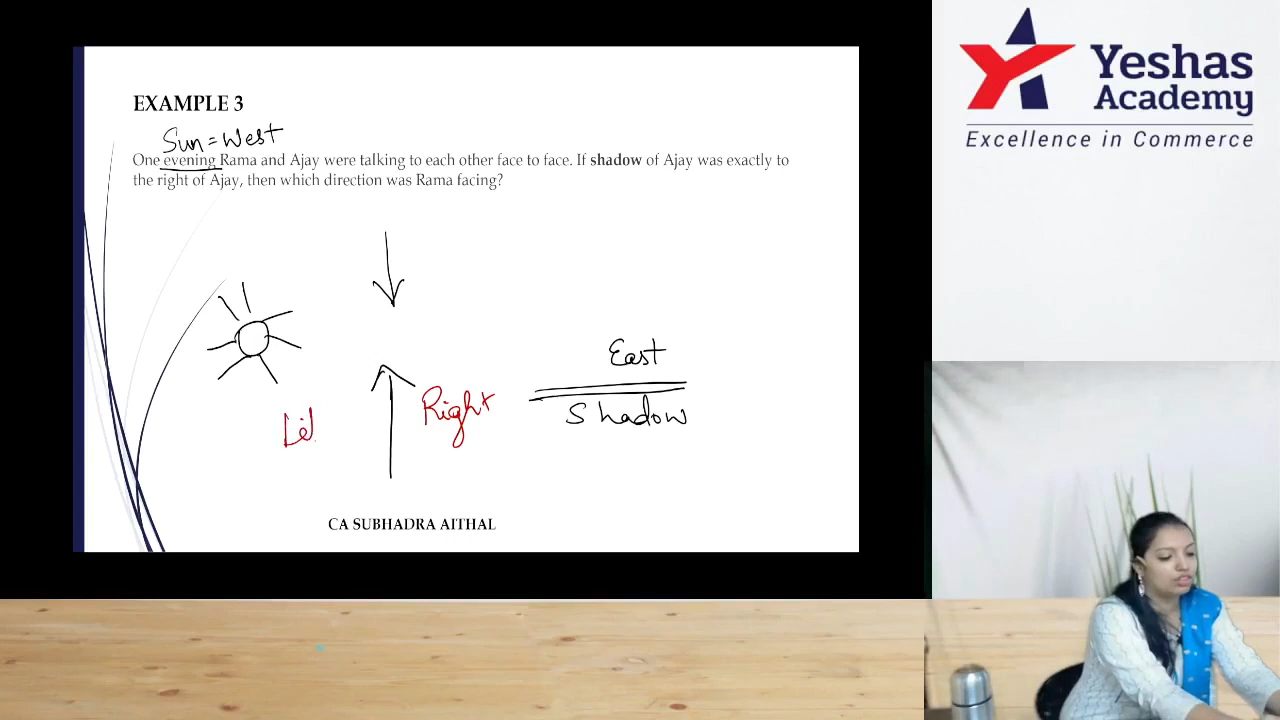 EXAMPLE 3
Sun = West
One evening Rama and Ajay were talking to each other face to face. If shadow of Ajay was exactly to
the right of Ajay, then which direction was Rama facing?
East
Right
Shadow
CA SUBHADRA AITHAL
Yeshas
Academy
Excellence in Commerce